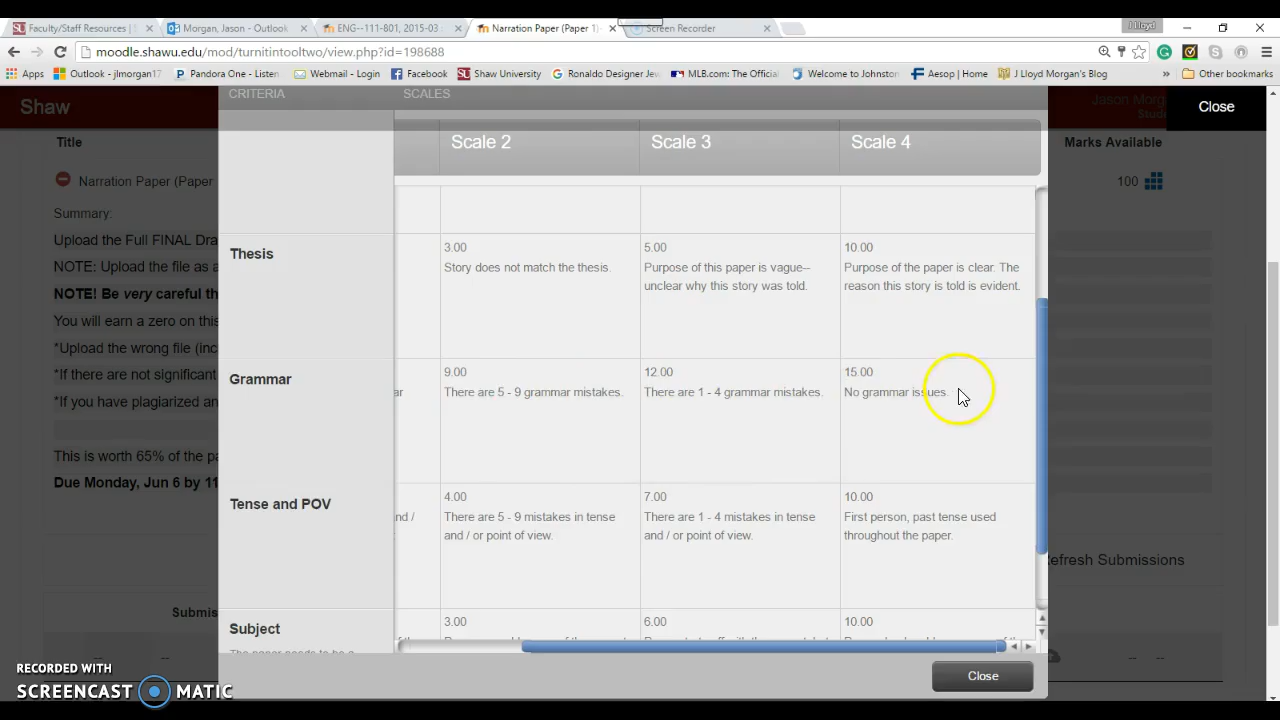 Faculty/Staff Resources | S
Morgan, Jason - Outlook
ENG--111-801, 2015-03
Narration Paper (Paper 1)
Screen Recorder
J Lloyd
moodle.shawu.edu/mod/turnitintooltwo/view.php?id=198688
Apps
Outlook - jlmorgan17
Pandora One - Listen
Webmail - Login
Facebook
Shaw University
Ronaldo Designer Jew
MLB.com: The Official
Welcome to Johnston
Aesop | Home
J Lloyd Morgan's Blog
»
Other bookmarks
Shaw
CRITERIA
SCALES
Jason Morg
Stude
Close
Title
Scale 2
Scale 3
Scale 4
Marks Available
Narration Paper (Paper
100
Summary:
Upload the Full FINAL Dra
NOTE: Upload the file as a
NOTE! Be very careful th
You will earn a zero on this
*Upload the wrong file (inc
*If there are not significant
*If you have plagiarized an
This is worth 65% of the pa
Due Monday, Jun 6 by 11
Thesis
3.00
Story does not match the thesis.
5.00
Purpose of this paper is vague--
unclear why this story was told.
10.00
Purpose of the paper is clear. The
reason this story is told is evident.
Grammar
ar
9.00
There are 5 - 9 grammar mistakes.
12.00
There are 1 - 4 grammar mistakes.
15.00
No grammar issues.
Tense and POV
nd /
4.00
There are 5 - 9 mistakes in tense
and / or point of view.
7.00
There are 1 - 4 mistakes in tense
and / or point of view.
10.00
First person, past tense used
throughout the paper.
efresh Submissions
Submis
Subject
3.00
6.00
10.00
Close
-- --
RECORDED WITH
SCREENCAST MATIC